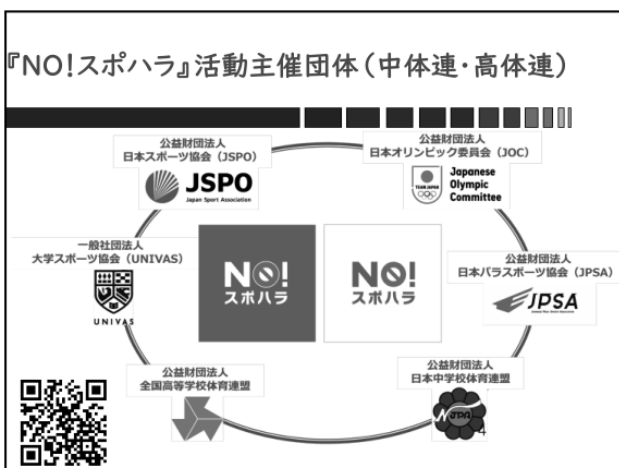 『NO!スポハラ』活動主催団体(中体連・高体連)
公益財団法人
日本スポーツ協会(JSPO)
JSPO
Japan Sport Association
公益財団法人
日本オリンピック委員会(JOC)
TEAM JAPAN
Japanese
Olympic
Committee
一般社団法人
大学スポーツ協会(UNIVAS)
UNIVAS
NO!
スポハラ
NO!
スポハラ
公益財団法人
日本パラスポーツ協会(JPSA)
JPSA
公益財団法人
全国高等学校体育連盟
公益財団法人
日本中学校体育連盟
4